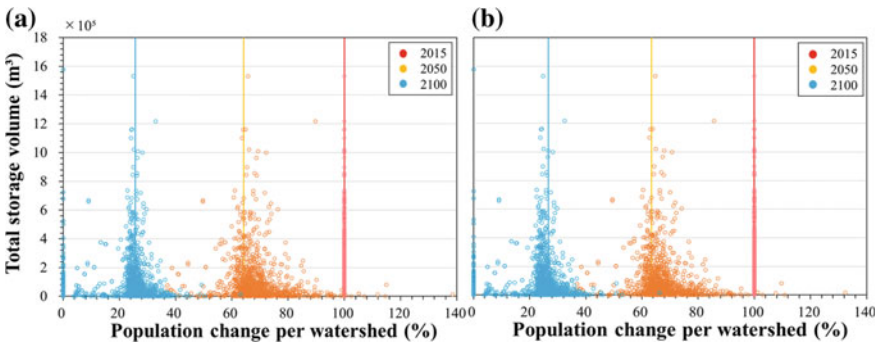 (a)
× 10⁵
Total storage volume (m³)
18
16
14
12
10
8
6
4
2
0
0 20 40 60 80 100 120 140
Population change per watershed (%)
2015
2050
2100
(b)
0 20 40 60 80 100 120 140
Population change per watershed (%)
2015
2050
2100